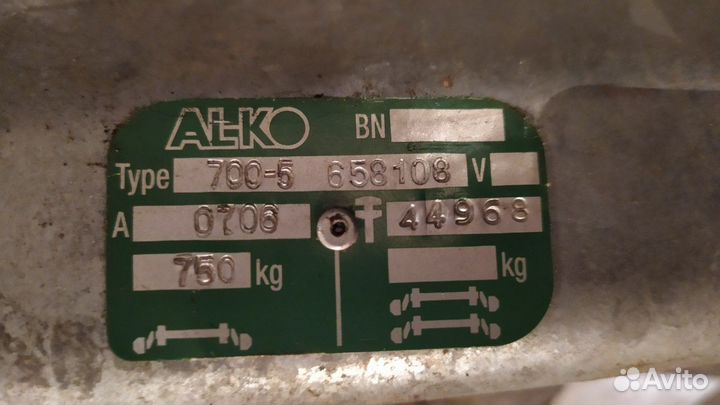 AL-KO BN
Type 700-5 658108 V
A 0706 44968
750 kg kg
Avito